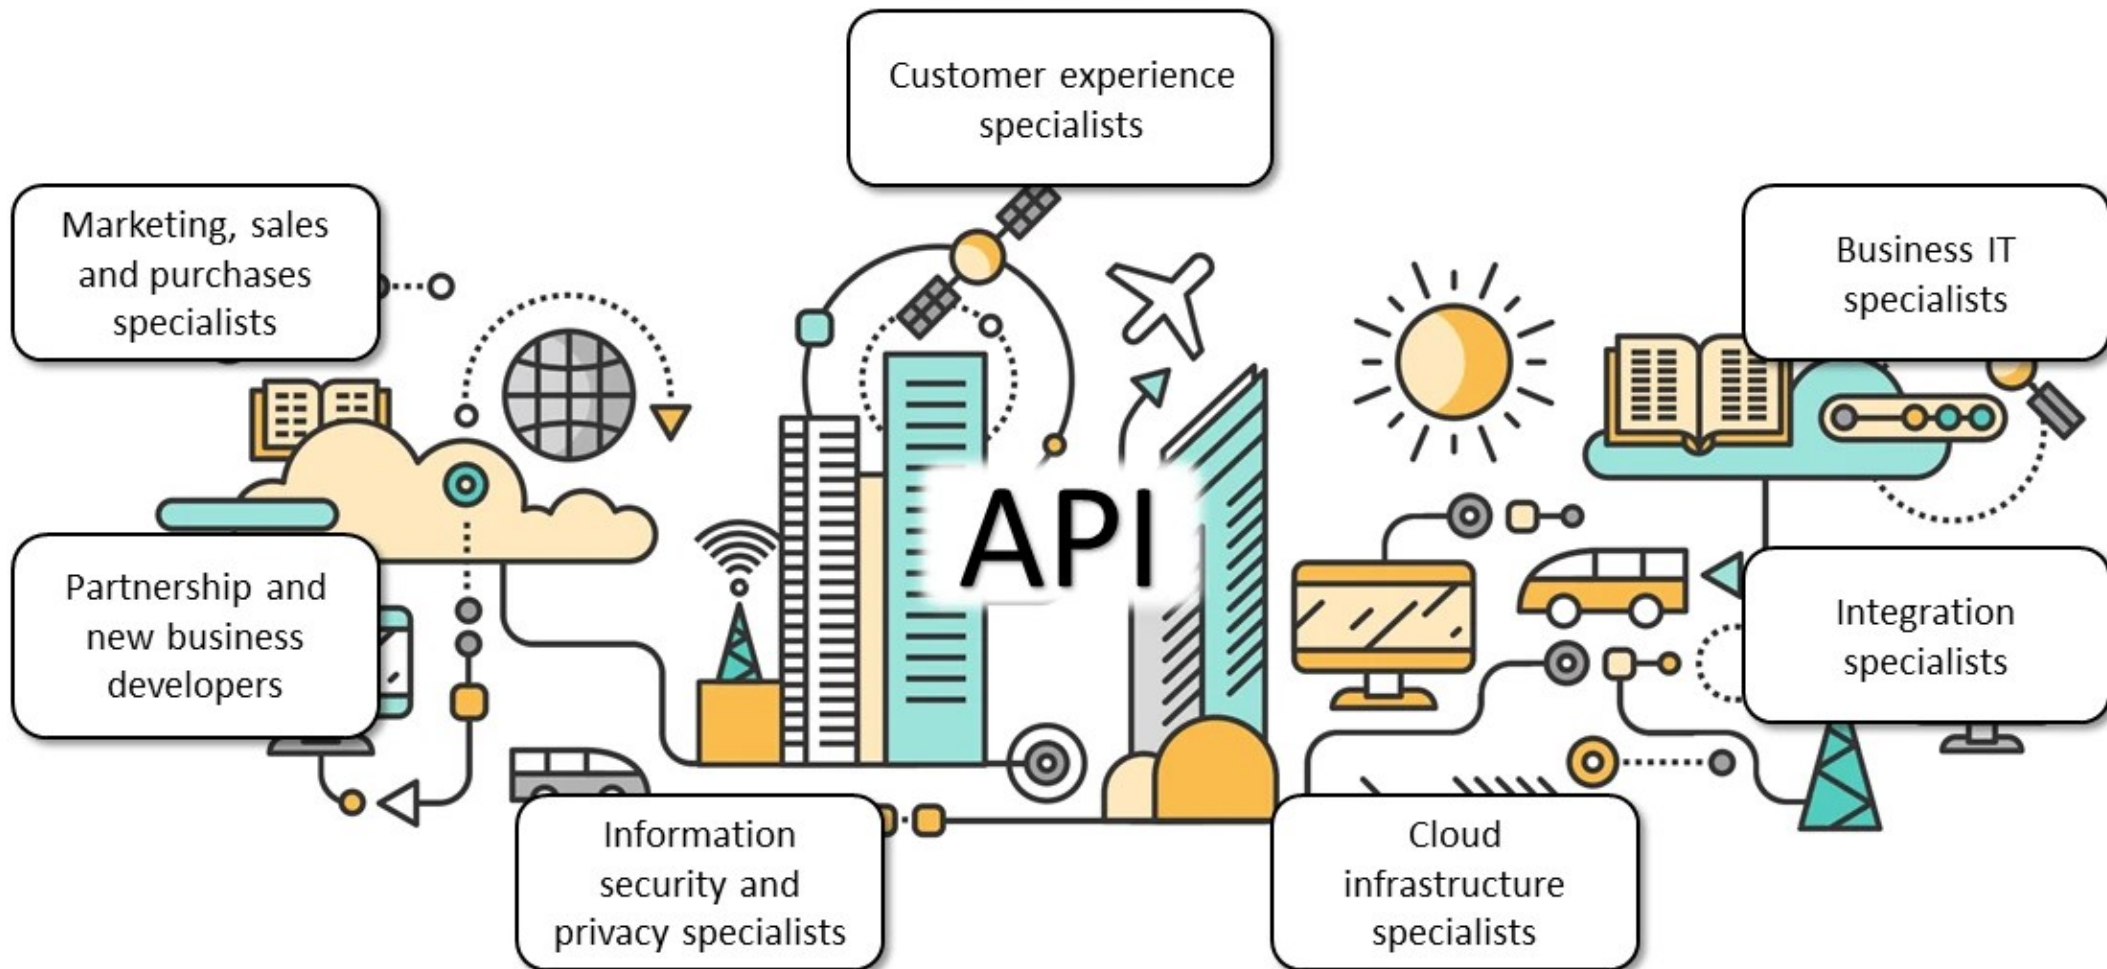 Customer experience
specialists
Marketing, sales
and purchases
specialists
Business IT
specialists
API
Partnership and
new business
developers
Integration
specialists
Information
security and
privacy specialists
Cloud
infrastructure
specialists